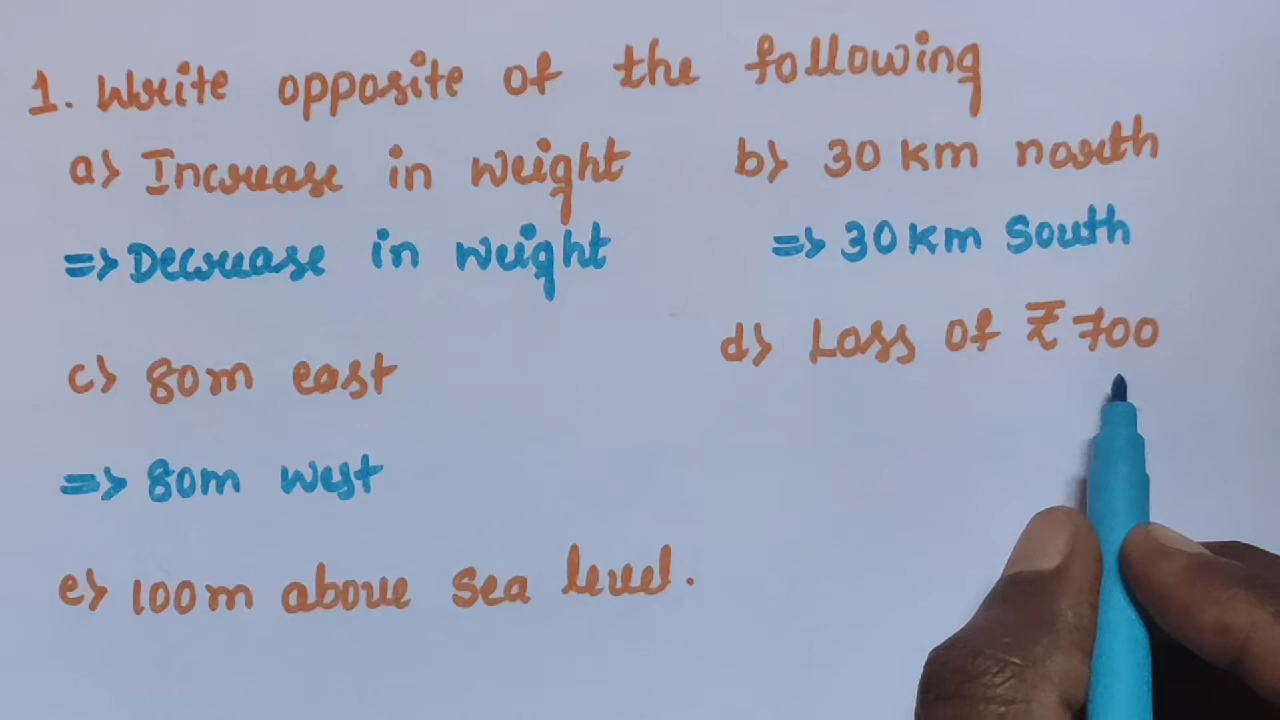 1. Write opposite of the following
a) Increase in weight
=> Decrease in weight
b) 30 Km north
=> 30 Km South
c) 80m east
=> 80m west
d) Loss of ₹ 700
e) 100m above sea level.